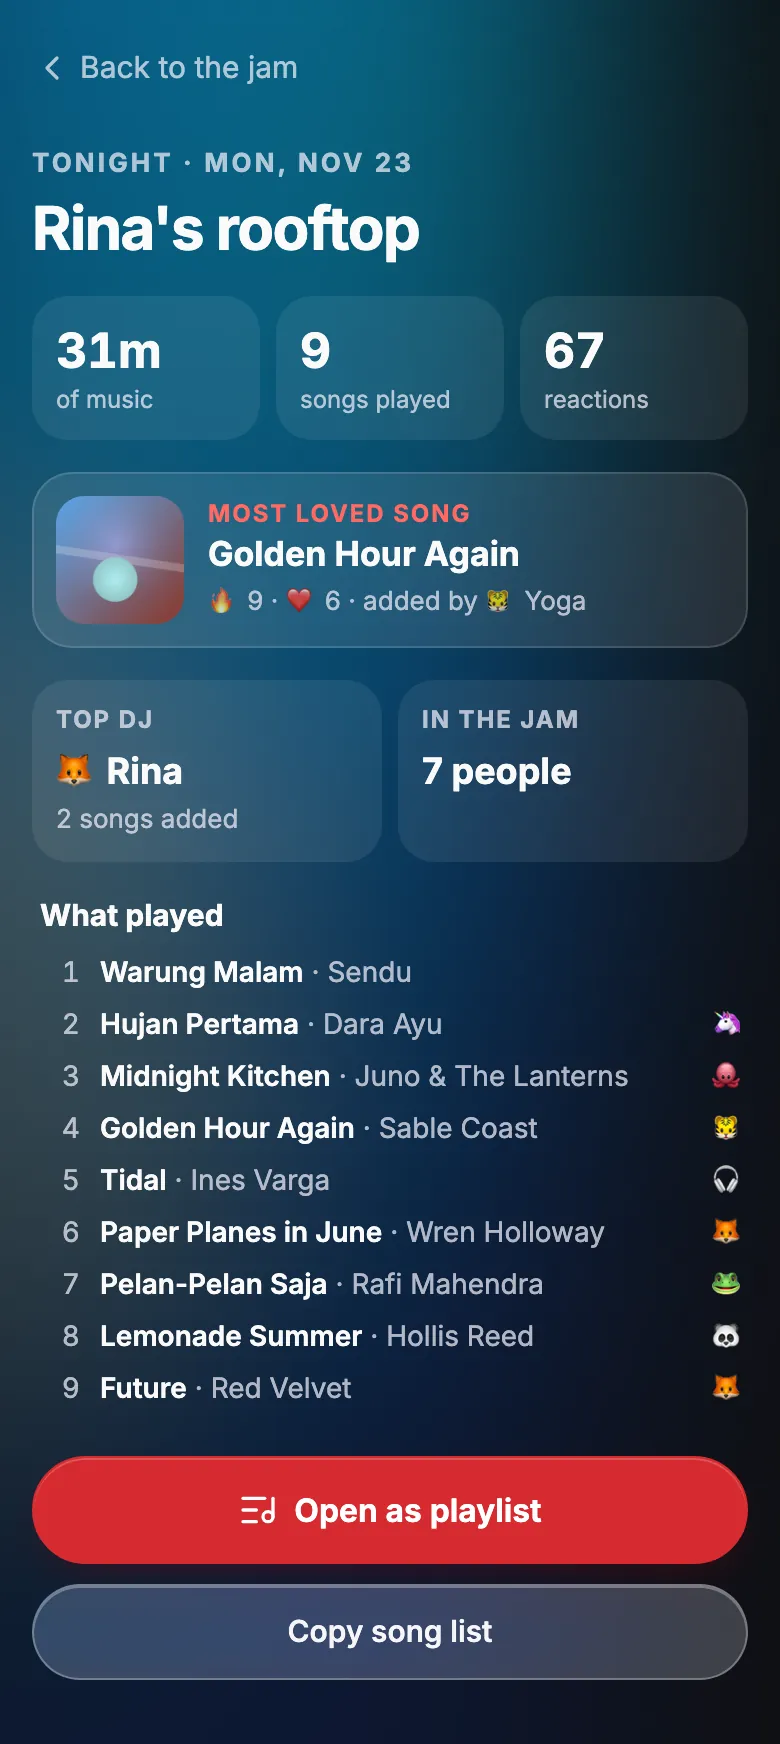 Back to the jam
TONIGHT · MON, NOV 23
Rina's rooftop
31m
of music
9
songs played
67
reactions
MOST LOVED SONG
Golden Hour Again
🔥 9 · ❤️ 6 · added by 🐯 Yoga
TOP DJ
🦊 Rina
2 songs added
IN THE JAM
7 people
What played
1 Warung Malam · Sendu
2 Hujan Pertama · Dara Ayu 🦄
3 Midnight Kitchen · Juno & The Lanterns 🐙
4 Golden Hour Again · Sable Coast 🐯
5 Tidal · Ines Varga 🎧
6 Paper Planes in June · Wren Holloway 🦊
7 Pelan-Pelan Saja · Rafi Mahendra 🐸
8 Lemonade Summer · Hollis Reed 🐼
9 Future · Red Velvet 🦊
Open as playlist
Copy song list